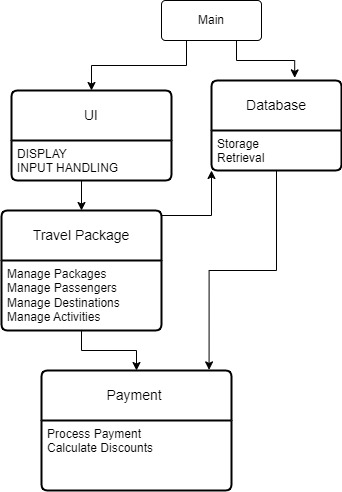 Main
UI
DISPLAY
INPUT HANDLING
Database
Storage
Retrieval
Travel Package
Manage Packages
Manage Passengers
Manage Destinations
Manage Activities
Payment
Process Payment
Calculate Discounts